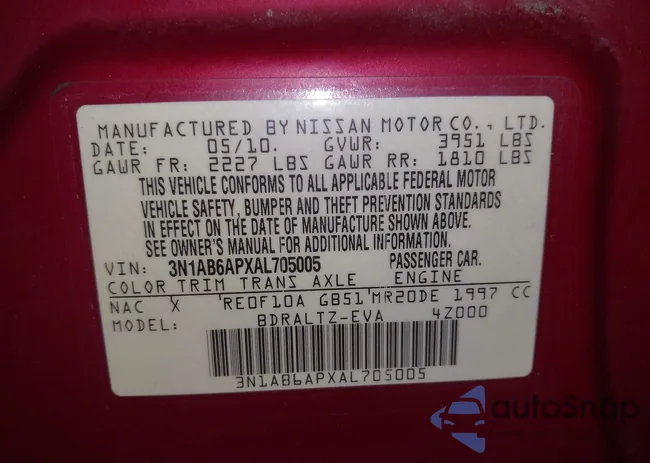 MANUFACTURED BY NISSAN MOTOR CO., LTD.
DATE: 05/10. GVWR: 3951 LBS
GAWR FR: 2227 LBS GAWR RR: 1810 LBS
THIS VEHICLE CONFORMS TO ALL APPLICABLE FEDERAL MOTOR
VEHICLE SAFETY, BUMPER AND THEFT PREVENTION STANDARDS
IN EFFECT ON THE DATE OF MANUFACTURE SHOWN ABOVE.
SEE OWNER'S MANUAL FOR ADDITIONAL INFORMATION.
VIN: 3N1AB6APXAL705005 PASSENGER CAR.
COLOR TRIM TRANS AXLE ENGINE
NAC X RE0F10A GB51 MR20DE 1997 CC
MODEL: BDRALTZ-EVA 4Z000
3N1AB6APXAL705005
autoSnap